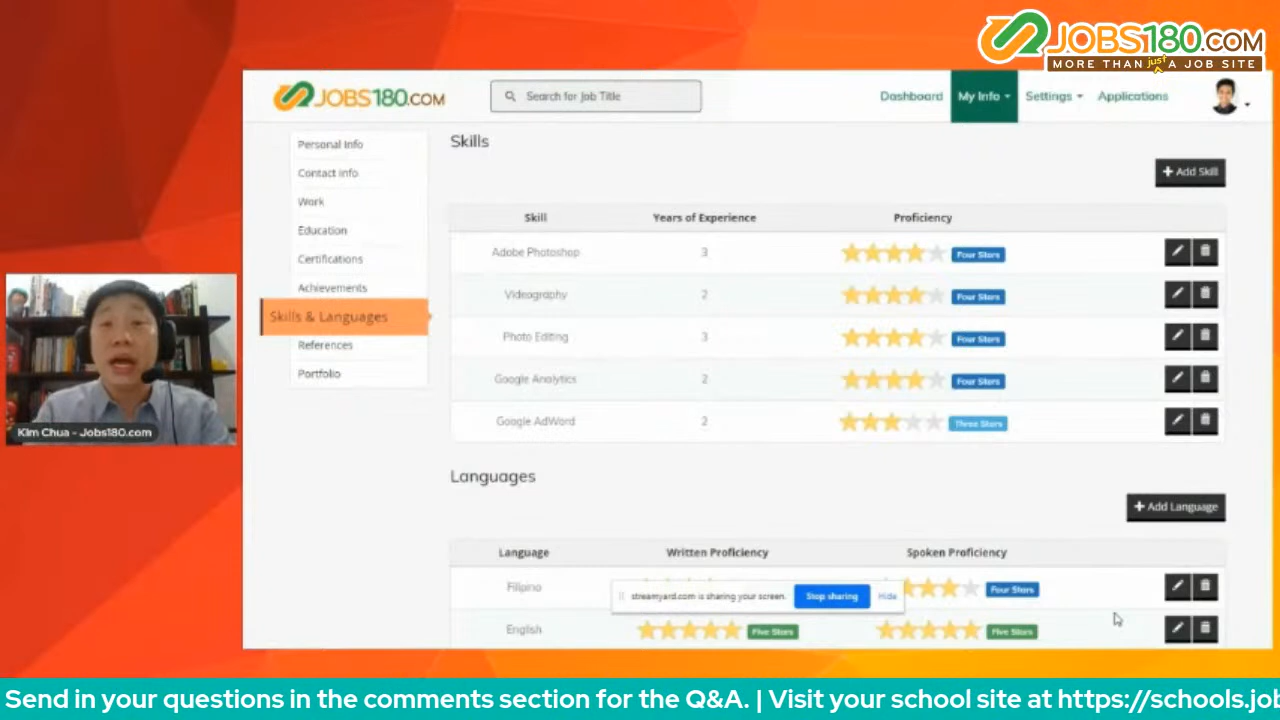 JOBS180.COM
MORE THAN just A JOB SITE
JOBS180.COM
Search for Job Title
Dashboard
My Info
Settings
Applications
Personal Info
Contact Info
Work
Education
Certifications
Achievements
Skills & Languages
References
Portfolio
Skills
+ Add Skill
Skill Years of Experience Proficiency
Adobe Photoshop 3 Four Stars
Videography 2 Four Stars
Photo Editing 3 Four Stars
Google Analytics 2 Four Stars
Google AdWord 2 Three Stars
Languages
+ Add Language
Language Written Proficiency Spoken Proficiency
Filipino Four Stars
streamyard.com is sharing your screen. Stop sharing Hide
English Five Stars Five Stars
Kim Chua - Jobs180.com
Send in your questions in the comments section for the Q&A. | Visit your school site at https://schools.job